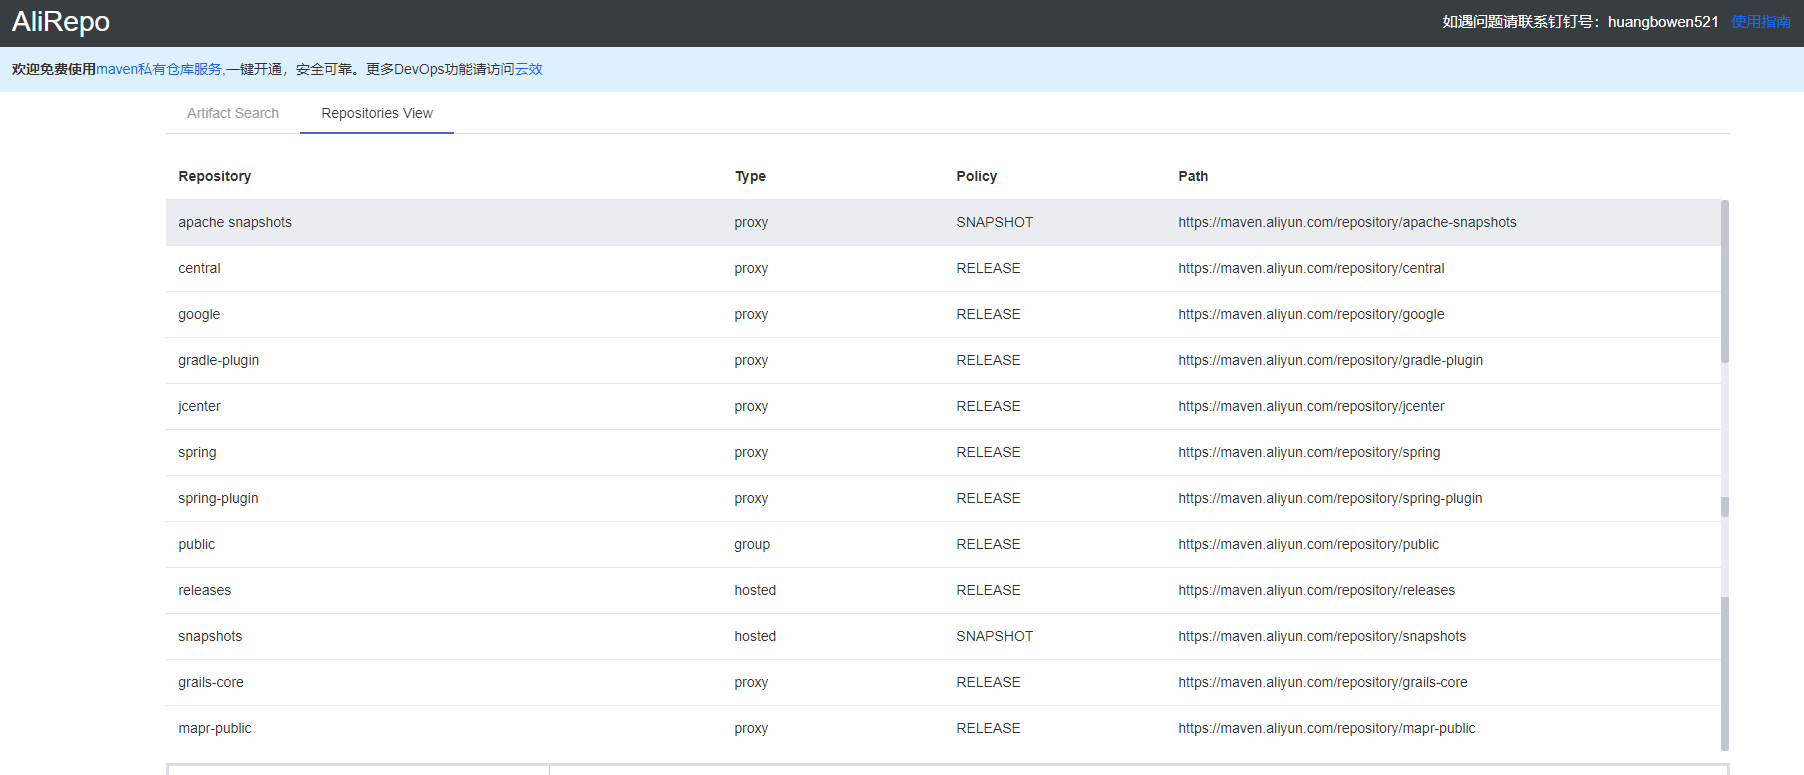 AliRepo
如遇问题请联系钉钉号：huangbowen521 使用指南
欢迎免费使用maven私有仓库服务,一键开通，安全可靠。更多DevOps功能请访问云效
Artifact Search Repositories View
Repository Type Policy Path
apache snapshots proxy SNAPSHOT https://maven.aliyun.com/repository/apache-snapshots
central proxy RELEASE https://maven.aliyun.com/repository/central
google proxy RELEASE https://maven.aliyun.com/repository/google
gradle-plugin proxy RELEASE https://maven.aliyun.com/repository/gradle-plugin
jcenter proxy RELEASE https://maven.aliyun.com/repository/jcenter
spring proxy RELEASE https://maven.aliyun.com/repository/spring
spring-plugin proxy RELEASE https://maven.aliyun.com/repository/spring-plugin
public group RELEASE https://maven.aliyun.com/repository/public
releases hosted RELEASE https://maven.aliyun.com/repository/releases
snapshots hosted SNAPSHOT https://maven.aliyun.com/repository/snapshots
grails-core proxy RELEASE https://maven.aliyun.com/repository/grails-core
mapr-public proxy RELEASE https://maven.aliyun.com/repository/mapr-public